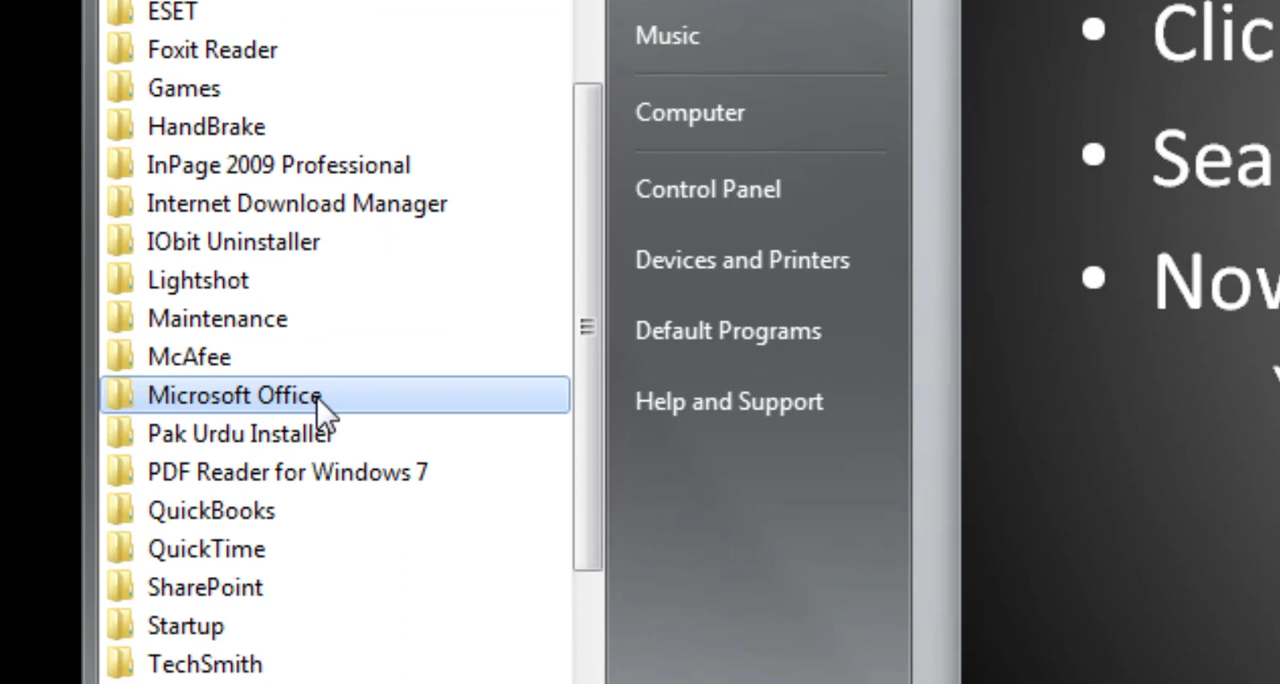 ESET
Foxit Reader
Games
HandBrake
InPage 2009 Professional
Internet Download Manager
IObit Uninstaller
Lightshot
Maintenance
McAfee
Microsoft Office
Pak Urdu Installer
PDF Reader for Windows 7
QuickBooks
QuickTime
SharePoint
Startup
TechSmith
Music
Computer
Control Panel
Devices and Printers
Default Programs
Help and Support
• Clic
• Sea
• Nov